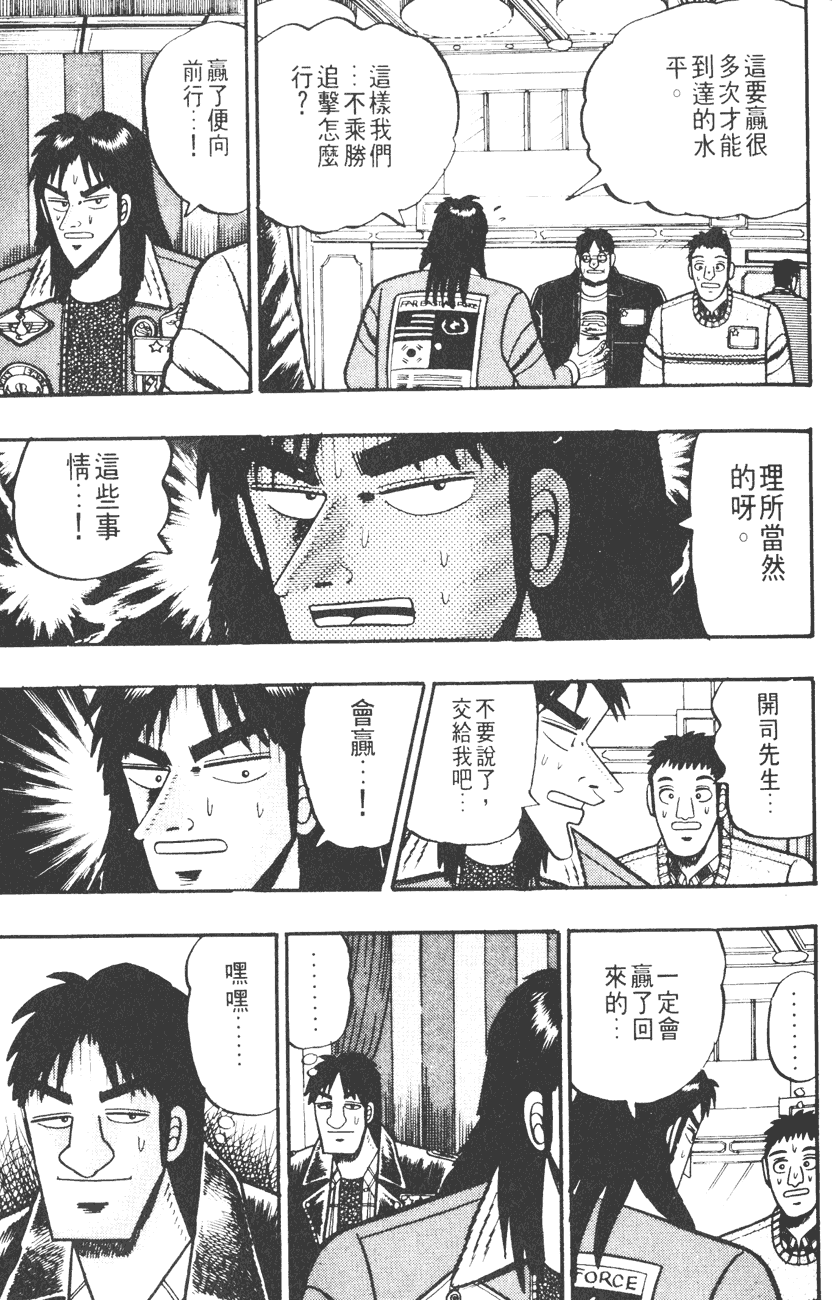 這要贏很
多次才能
到達的水
平。
這樣我們
…不乘勝
追擊怎麼
行？
贏了便向
前行…！
理所當然
的呀。
這些事
情…！
開司先生…
不要說了，
交給我吧…
會贏…！
………
一定會
贏了回
來的…
FORCE
………
嘿嘿……